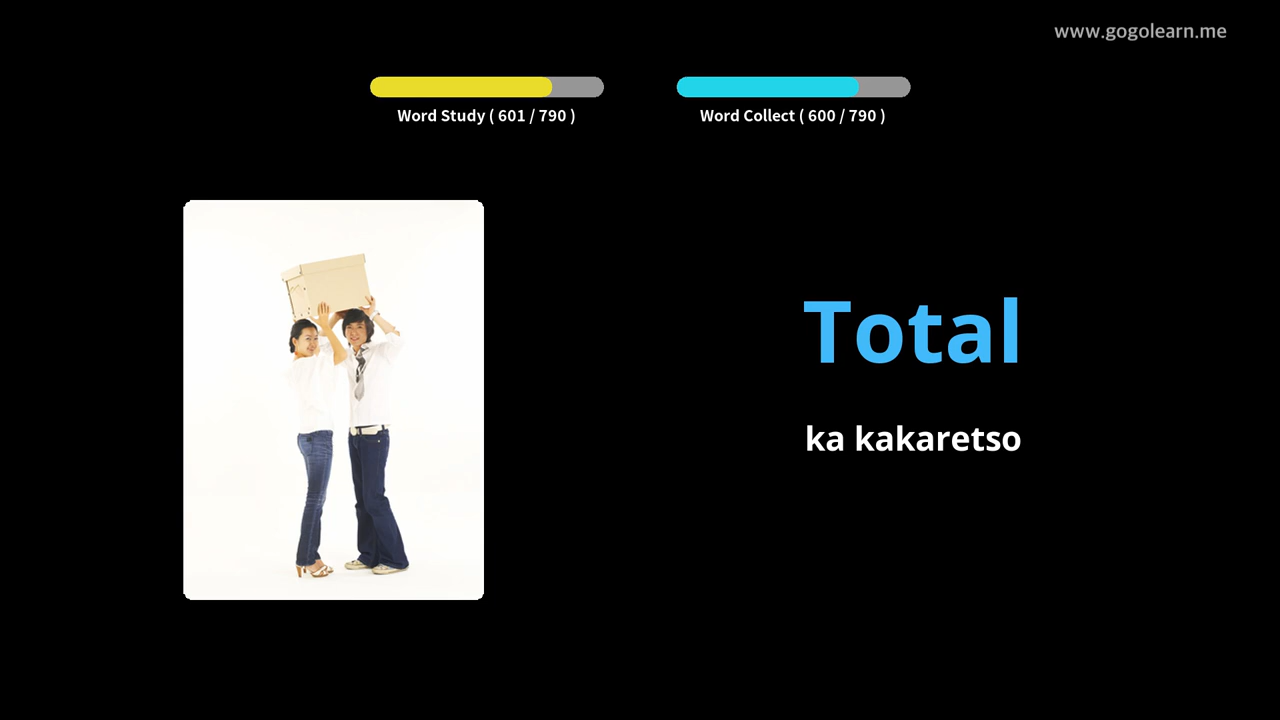 www.gogolearn.me
Word Study ( 601 / 790 )
Word Collect ( 600 / 790 )
Total
ka kakaretso